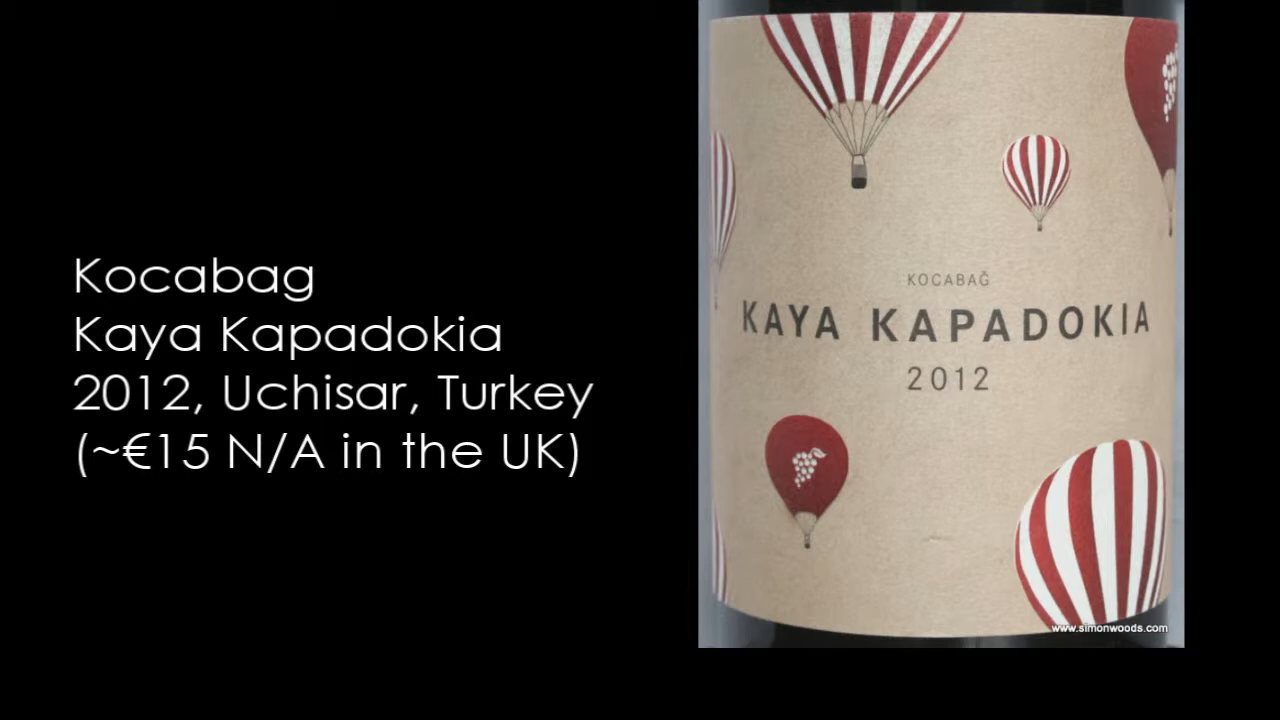 Kocabag
Kaya Kapadokia
2012, Uchisar, Turkey
(~€15 N/A in the UK)
KOCABAĞ
KAYA KAPADOKIA
2012
www.simonwoods.com